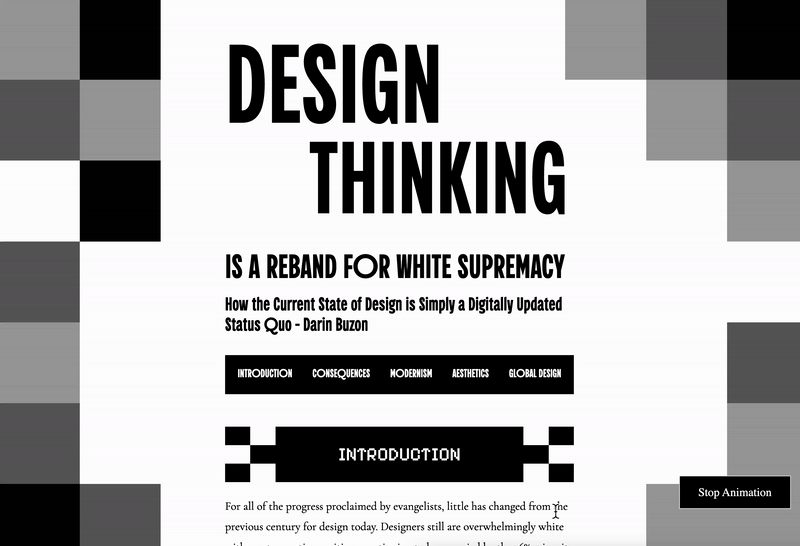 DESIGN
THINKING
IS A REBAND FOR WHITE SUPREMACY
How the Current State of Design is Simply a Digitally Updated
Status Quo - Darin Buzon
INTRODUCTION CONSEQUENCES MODERNISM AESTHETICS GLOBAL DESIGN
INTRODUCTION
For all of the progress proclaimed by evangelists, little has changed from the
previous century for design today. Designers still are overwhelmingly white
Stop Animation